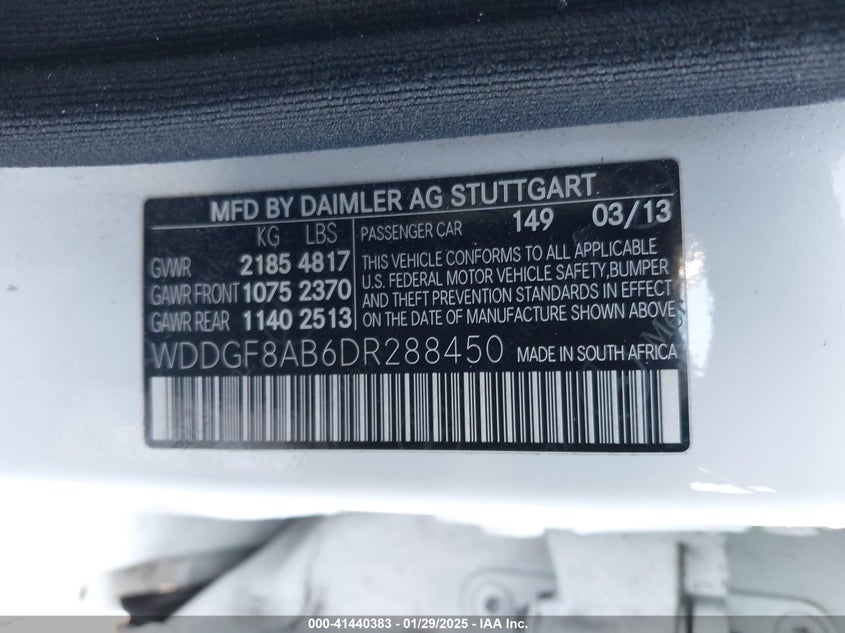 MFD BY DAIMLER AG STUTTGART
KG LBS
GVWR 2185 4817
GAWR FRONT 1075 2370
GAWR REAR 1140 2513
PASSENGER CAR 149 03/13
THIS VEHICLE CONFORMS TO ALL APPLICABLE
U.S. FEDERAL MOTOR VEHICLE SAFETY,BUMPER
AND THEFT PREVENTION STANDARDS IN EFFECT
ON THE DATE OF MANUFACTURE SHOWN ABOVE.
WDDGF8AB6DR288450 MADE IN SOUTH AFRICA
000-41440383 - 01/29/2025 - IAA Inc.